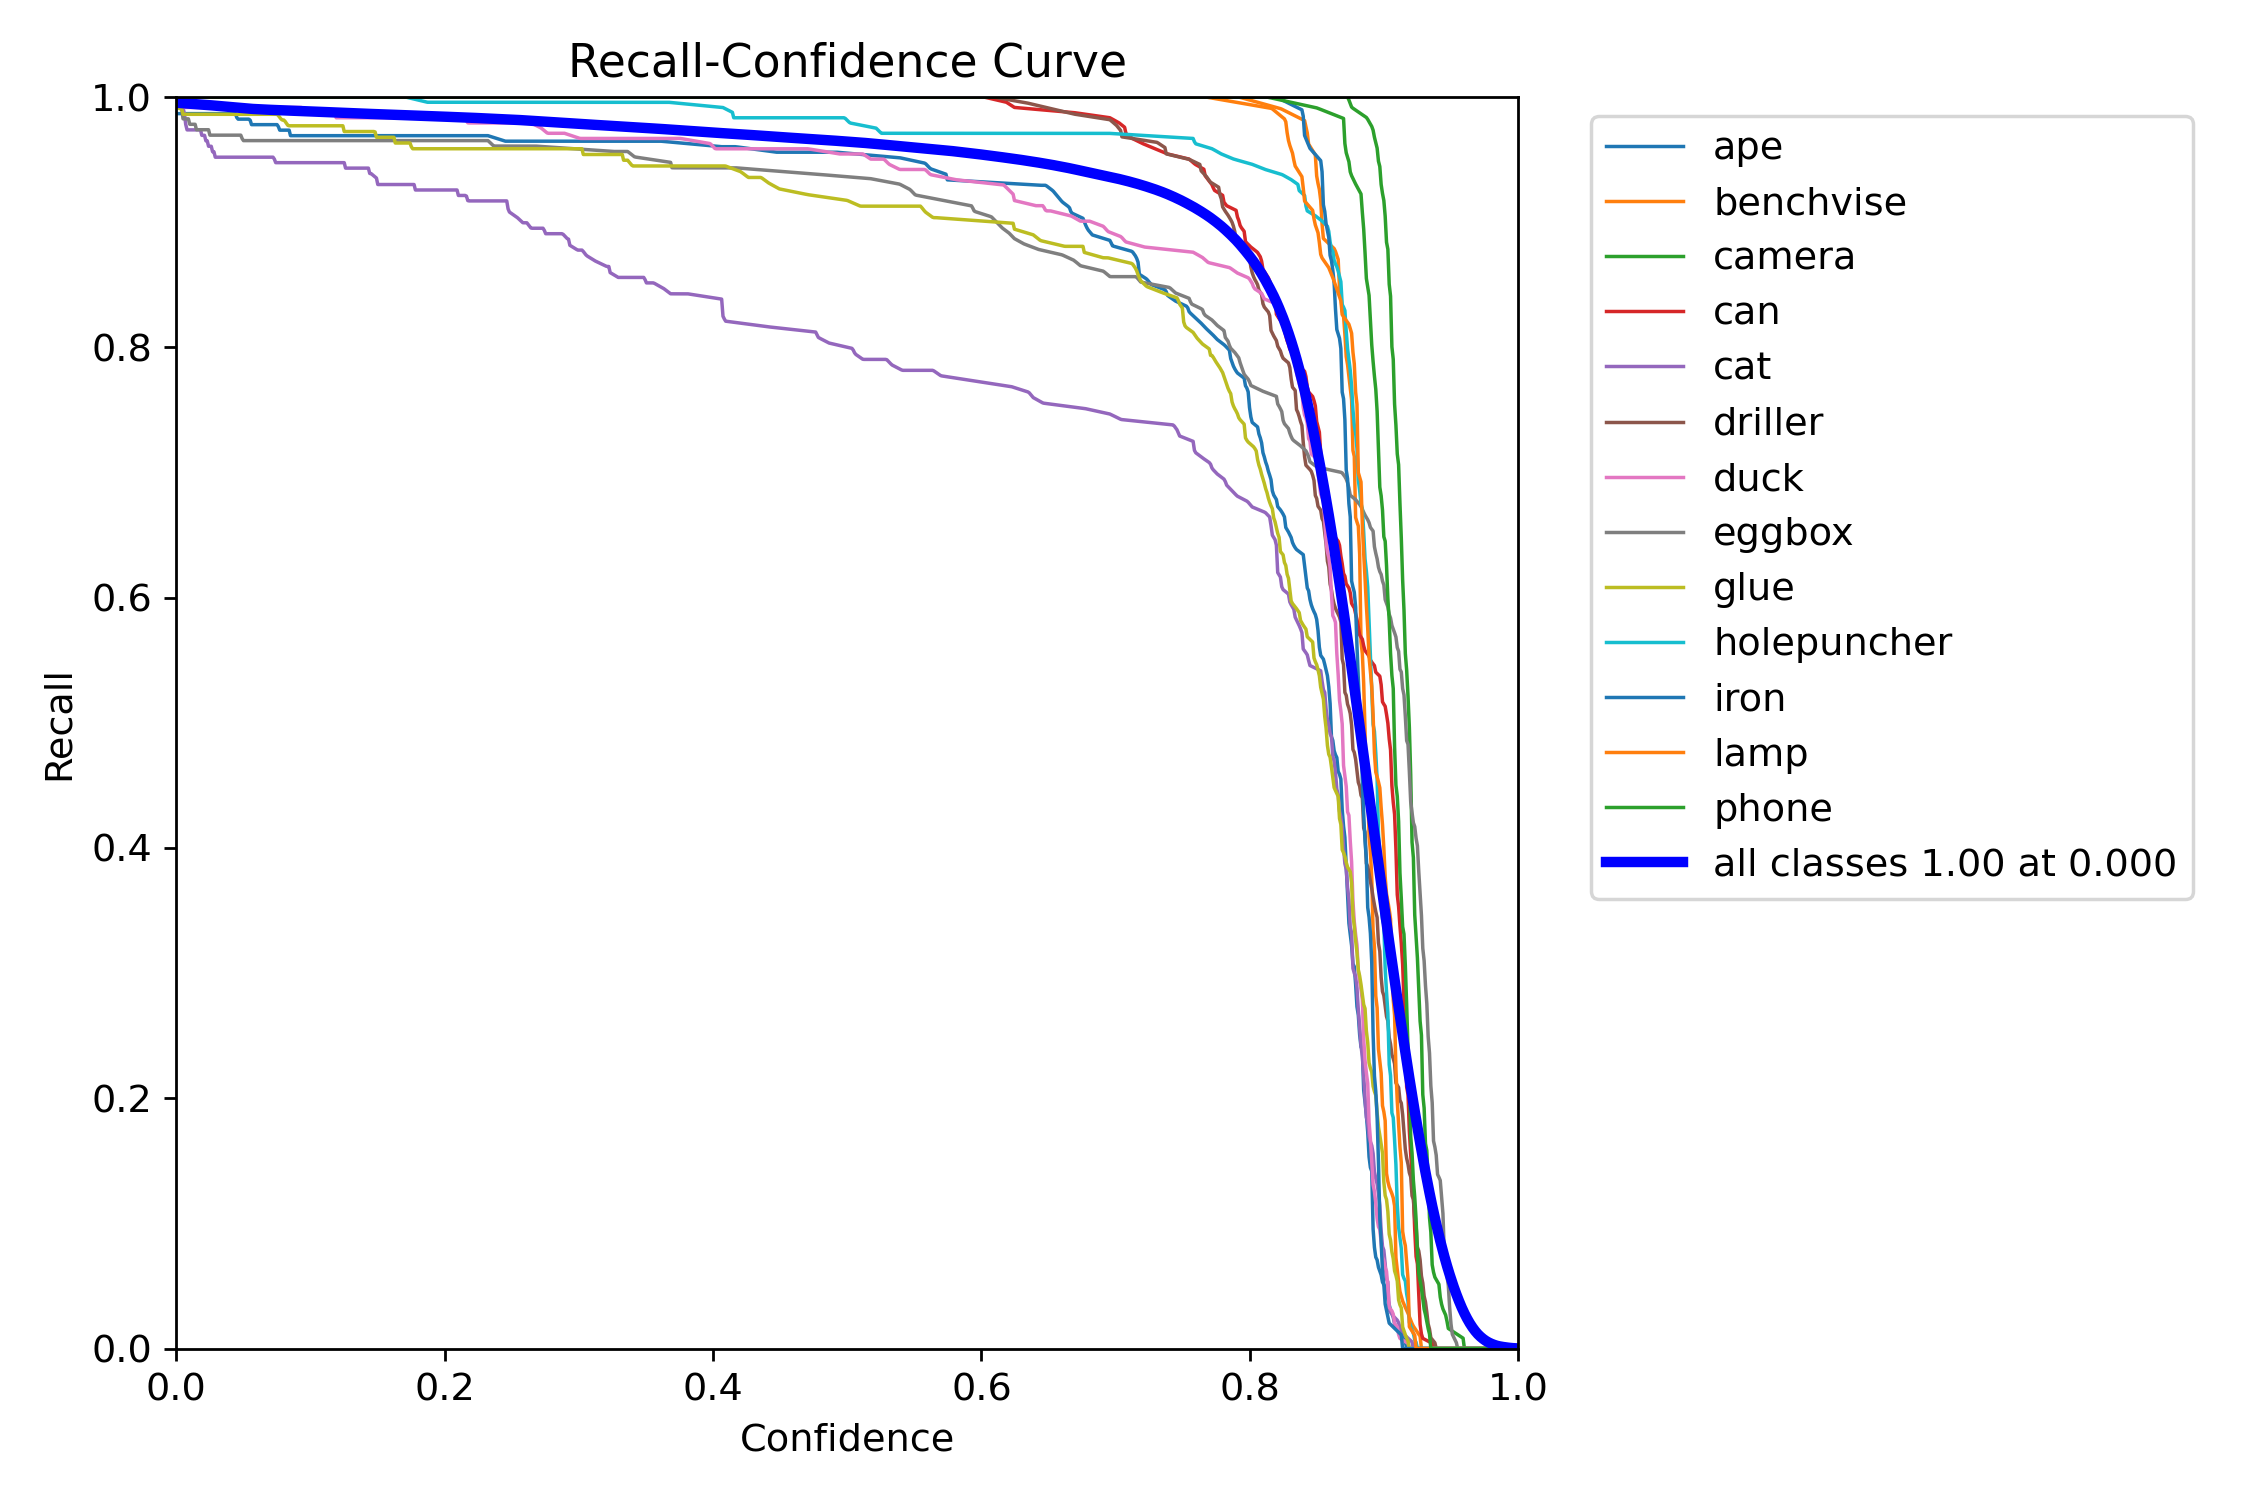 Recall-Confidence Curve
1.0
0.8
0.6
0.4
0.2
0.0
Recall
0.0 0.2 0.4 0.6 0.8 1.0
Confidence
ape
benchvise
camera
can
cat
driller
duck
eggbox
glue
holepuncher
iron
lamp
phone
all classes 1.00 at 0.000